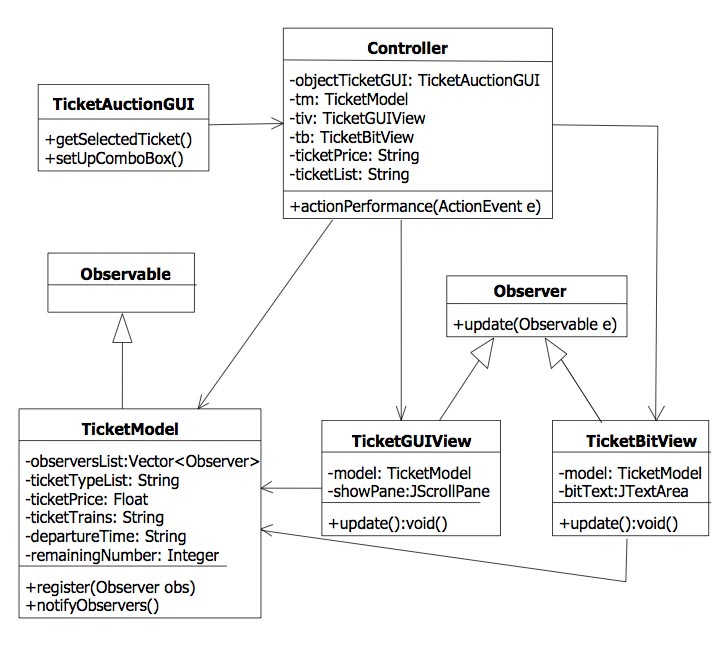 Controller
-objectTicketGUI: TicketAuctionGUI
-tm: TicketModel
-tiv: TicketGUIView
-tb: TicketBitView
-ticketPrice: String
-ticketList: String
+actionPerformance(ActionEvent e)
TicketAuctionGUI
+getSelectedTicket()
+setUpComboBox()
Observable
Observer
+update(Observable e)
TicketModel
-observersList:Vector<Observer>
-ticketTypeList: String
-ticketPrice: Float
-ticketTrains: String
-departureTime: String
-remainingNumber: Integer
+register(Observer obs)
+notifyObservers()
TicketGUIView
-model: TicketModel
-showPane:JScrollPane
+update():void()
TicketBitView
-model: TicketModel
-bitText:JTextArea
+update():void()